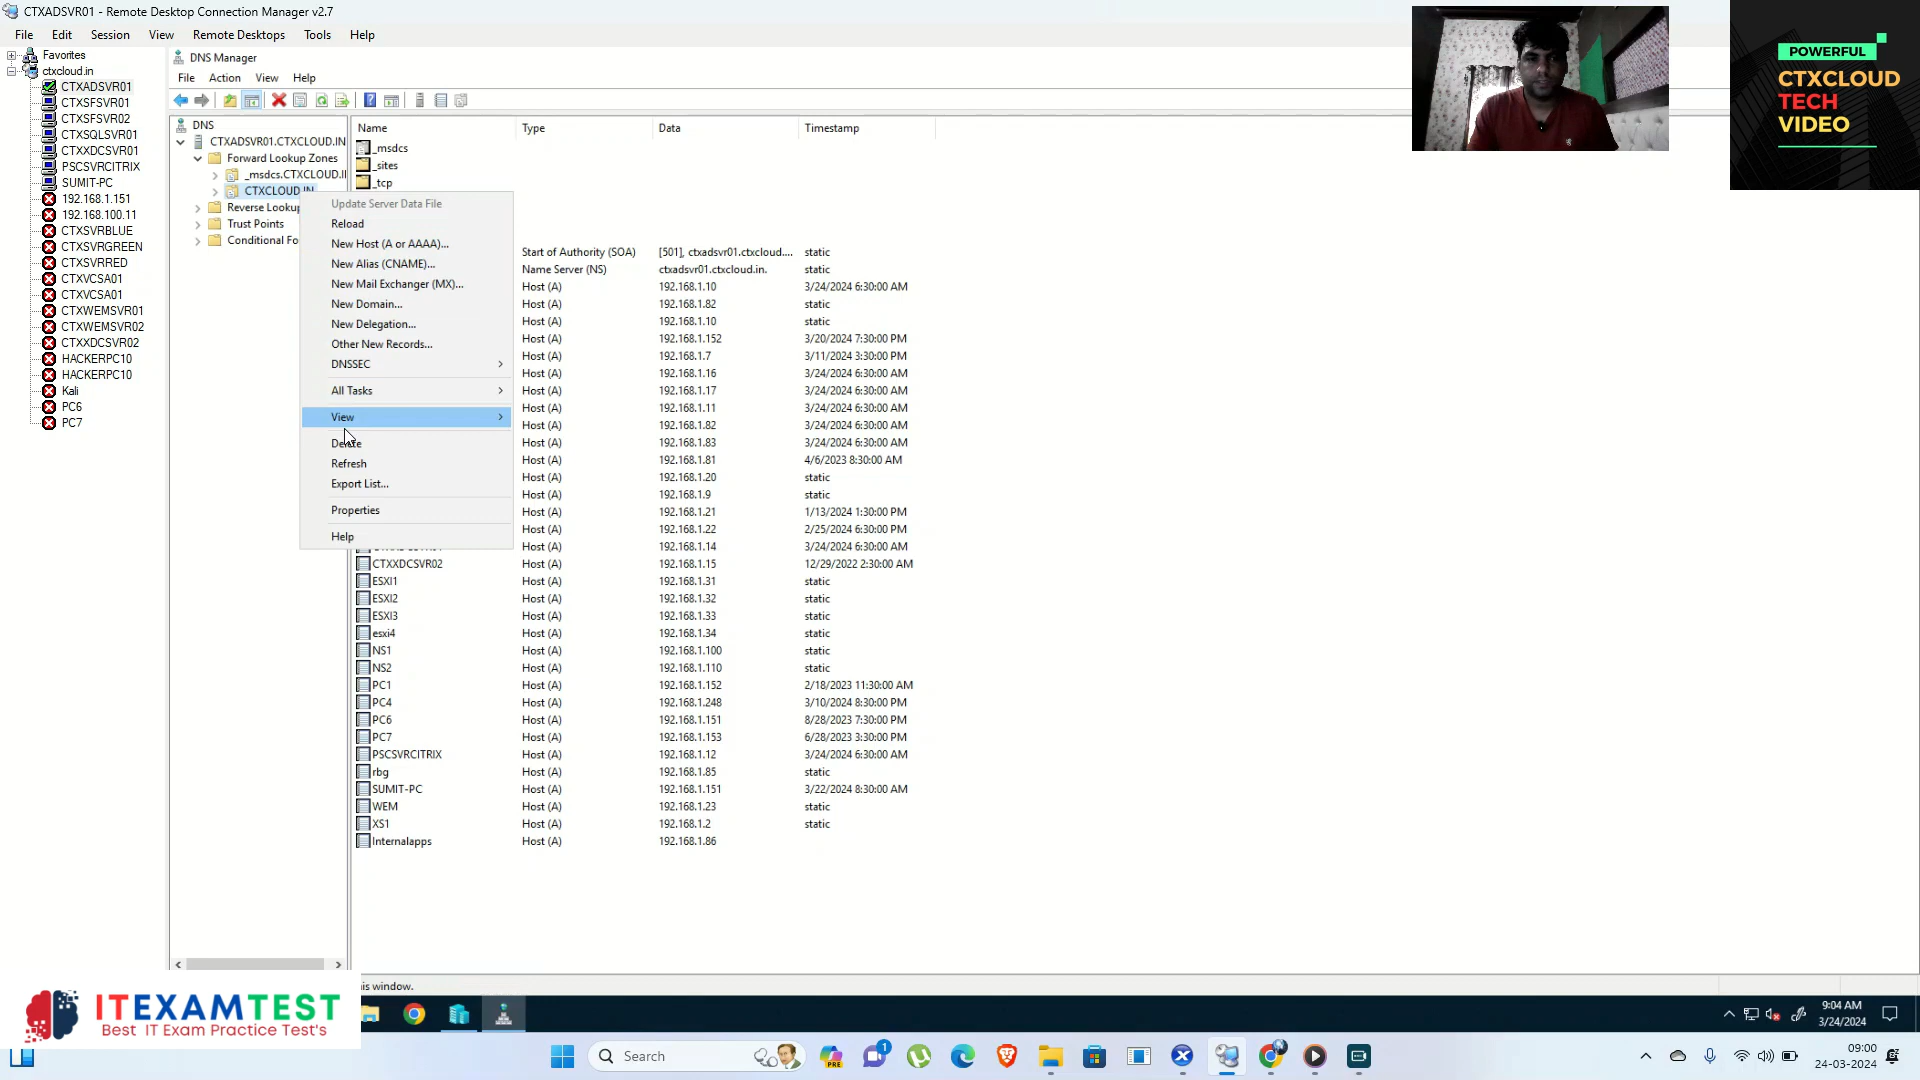 CTXADSVR01 - Remote Desktop Connection Manager v2.7
File Edit Session View Remote Desktops Tools Help
Favorites
ctxcloud.in
CTXADSVR01
CTXSFSVR01
CTXSFSVR02
CTXSQLSVR01
CTXXDCSVR01
PSCSVRCITRIX
SUMIT-PC
192.168.1.151
192.168.100.11
CTXSVRBLUE
CTXSVRGREEN
CTXSVRRED
CTXVCSA01
CTXVCSA01
CTXWEMSVR01
CTXWEMSVR02
CTXXDCSVR02
HACKERPC10
HACKERPC10
Kali
PC6
PC7
DNS Manager
File Action View Help
DNS
CTXADSVR01.CTXCLOUD.IN
Forward Lookup Zones
_msdcs.CTXCLOUD.I
CTXCLOUD.IN
Reverse Lookup
Trust Points
Conditional Fo
Update Server Data File
Reload
New Host (A or AAAA)...
New Alias (CNAME)...
New Mail Exchanger (MX)...
New Domain...
New Delegation...
Other New Records...
DNSSEC
All Tasks
View
Delete
Refresh
Export List...
Properties
Help
Name Type Data Timestamp
_msdcs
_sites
_tcp
Start of Authority (SOA) [501], ctxadsvr01.ctxcloud.... static
Name Server (NS) ctxadsvr01.ctxcloud.in. static
Host (A) 192.168.1.10 3/24/2024 6:30:00 AM
Host (A) 192.168.1.82 static
Host (A) 192.168.1.10 static
Host (A) 192.168.1.152 3/20/2024 7:30:00 PM
Host (A) 192.168.1.7 3/11/2024 3:30:00 PM
Host (A) 192.168.1.16 3/24/2024 6:30:00 AM
Host (A) 192.168.1.17 3/24/2024 6:30:00 AM
Host (A) 192.168.1.11 3/24/2024 6:30:00 AM
Host (A) 192.168.1.82 3/24/2024 6:30:00 AM
Host (A) 192.168.1.83 3/24/2024 6:30:00 AM
Host (A) 192.168.1.81 4/6/2023 8:30:00 AM
Host (A) 192.168.1.20 static
Host (A) 192.168.1.9 static
Host (A) 192.168.1.21 1/13/2024 1:30:00 PM
Host (A) 192.168.1.22 2/25/2024 6:30:00 PM
Host (A) 192.168.1.14 3/24/2024 6:30:00 AM
CTXXDCSVR02 Host (A) 192.168.1.15 12/29/2022 2:30:00 AM
ESXI1 Host (A) 192.168.1.31 static
ESXI2 Host (A) 192.168.1.32 static
ESXI3 Host (A) 192.168.1.33 static
esxi4 Host (A) 192.168.1.34 static
NS1 Host (A) 192.168.1.100 static
NS2 Host (A) 192.168.1.110 static
PC1 Host (A) 192.168.1.152 2/18/2023 11:30:00 AM
PC4 Host (A) 192.168.1.248 3/10/2024 8:30:00 PM
PC6 Host (A) 192.168.1.151 8/28/2023 7:30:00 PM
PC7 Host (A) 192.168.1.153 6/28/2023 3:30:00 PM
PSCSVRCITRIX Host (A) 192.168.1.12 3/24/2024 6:30:00 AM
rbg Host (A) 192.168.1.85 static
SUMIT-PC Host (A) 192.168.1.151 3/22/2024 8:30:00 AM
WEM Host (A) 192.168.1.23 static
XS1 Host (A) 192.168.1.2 static
Internalapps Host (A) 192.168.1.86
POWERFUL
CTXCLOUD
TECH
VIDEO
is window.
ITEXAMTEST
Best IT Exam Practice Test's
9:04 AM
3/24/2024
Search
PRE
1
09:00
24-03-2024